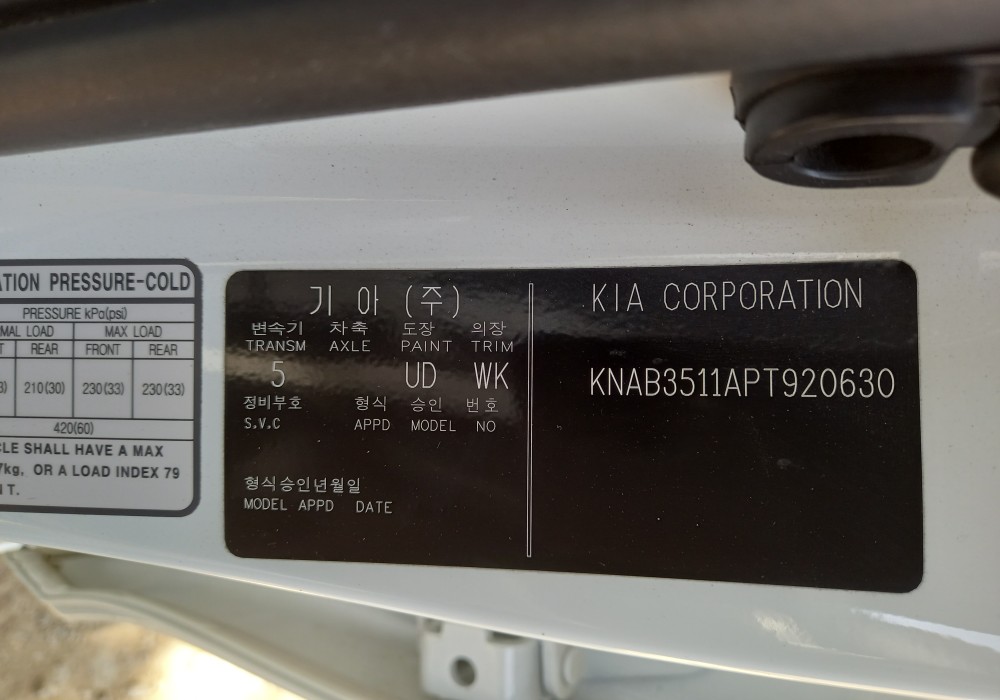 ATION PRESSURE-COLD
PRESSURE kPa(psi)
MAL LOAD MAX LOAD
T REAR FRONT REAR
210(30) 230(33) 230(33)
420(60)
CLE SHALL HAVE A MAX
/kg, OR A LOAD INDEX 79
N T.
기 아 (주)
변속기 차축 도장 의장
TRANSM AXLE PAINT TRIM
5 UD WK
정비부호 형식 승인 번호
S.V.C APPD MODEL NO
형식승인년월일
MODEL APPD DATE
KIA CORPORATION
KNAB3511APT920630